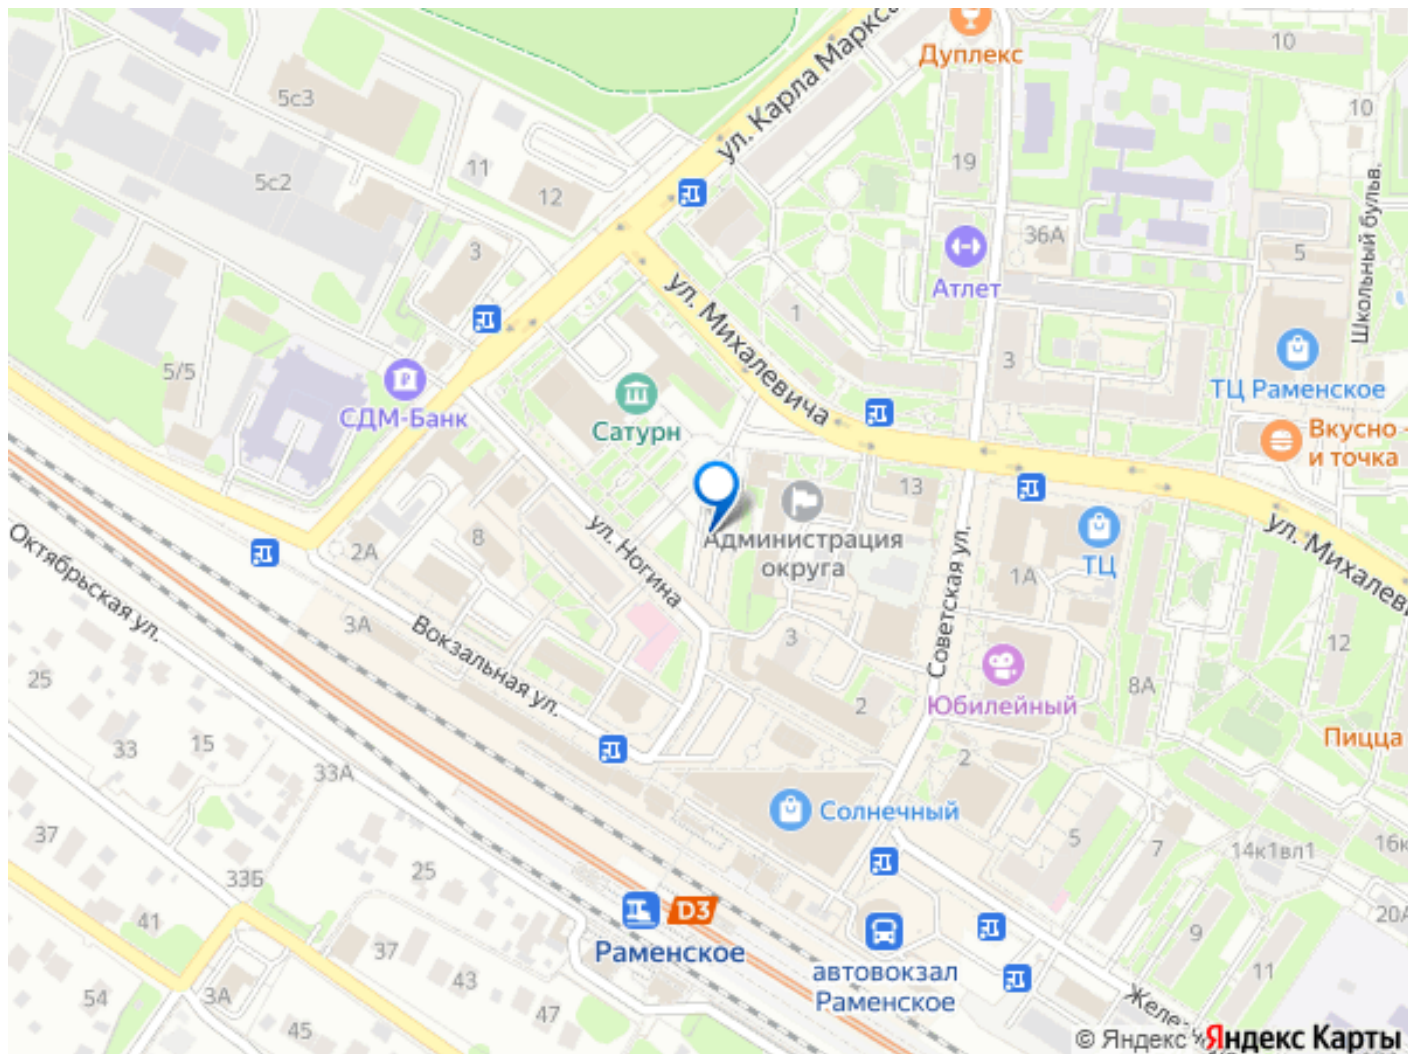 Дуплекс
10
5с3
ул. Карла Маркса
10
5с2
11
12
19
Школьный бульв.
3
36А
5
Атлет
ул. Михалевича
1
3
5/5
СДМ-Банк
Сатурн
ТЦ Раменское
Вкусно -
и точка
13
Администрация
округа
ТЦ
ул. Михалеви
Октябрьская ул.
2А
8
ул. Ногина
Советская ул.
1А
3А
Вокзальная ул.
3
12
25
2
Юбилейный
8А
33
15
33А
2
Пицца
Солнечный
37
25
5
7
14к1вл1
16к
33Б
41
D3
Раменское
автовокзал
Раменское
20А
9
37
43
11
54
3А
45
47
Желез
© Яндекс Яндекс Карты